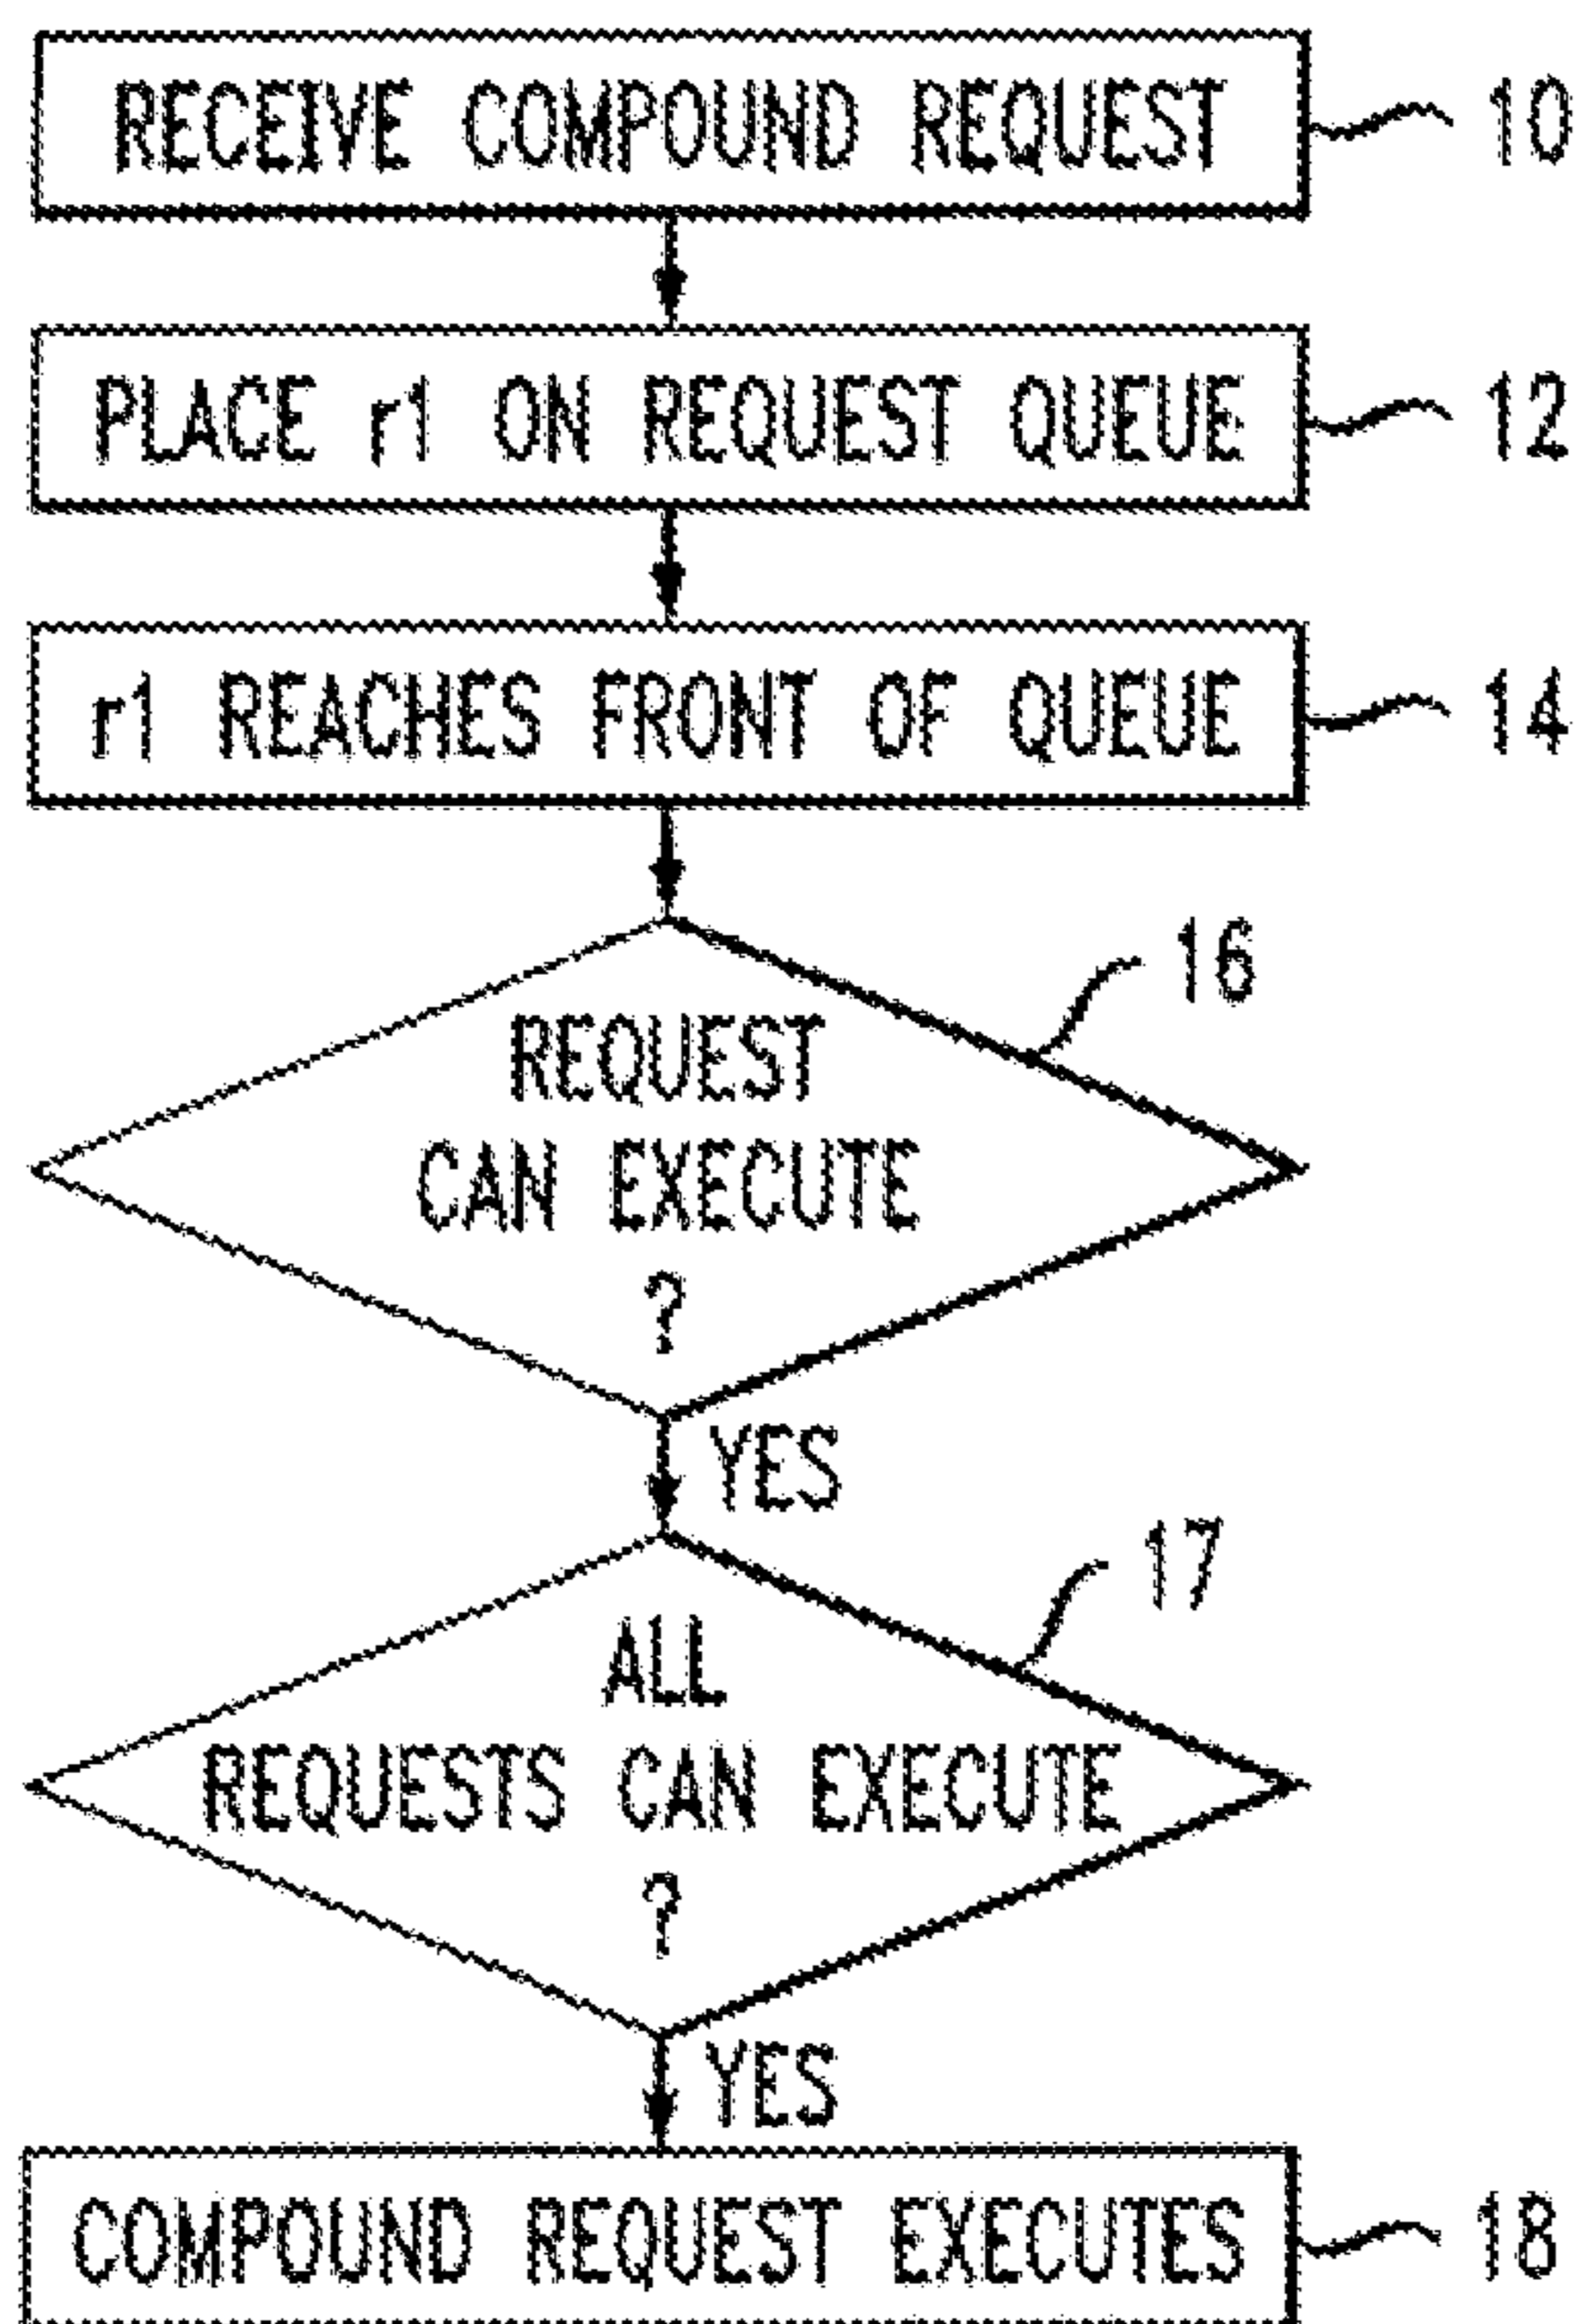 RECEIVE COMPOUND REQUEST 10
PLACE r1 ON REQUEST QUEUE 12
r1 REACHES FRONT OF QUEUE 14
16
REQUEST
CAN EXECUTE
?
YES
17
ALL
REQUESTS CAN EXECUTE
?
YES
COMPOUND REQUEST EXECUTES 18